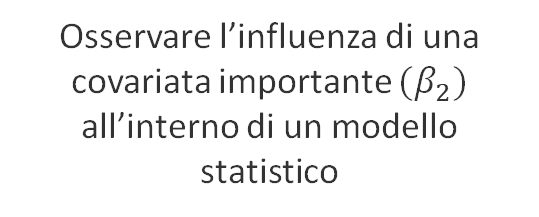 Osservare l’influenza di una
covariata importante (β₂)
all’interno di un modello
statistico